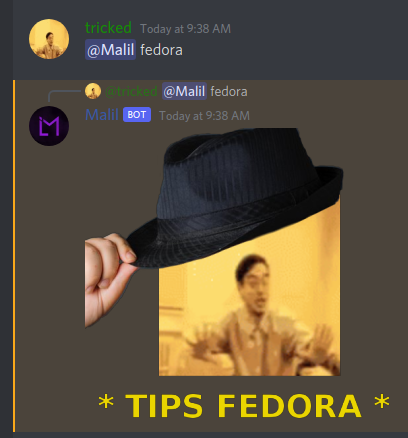 tricked Today at 9:38 AM
@Malil fedora
@tricked @Malil fedora
Malil BOT Today at 9:38 AM
* TIPS FEDORA *